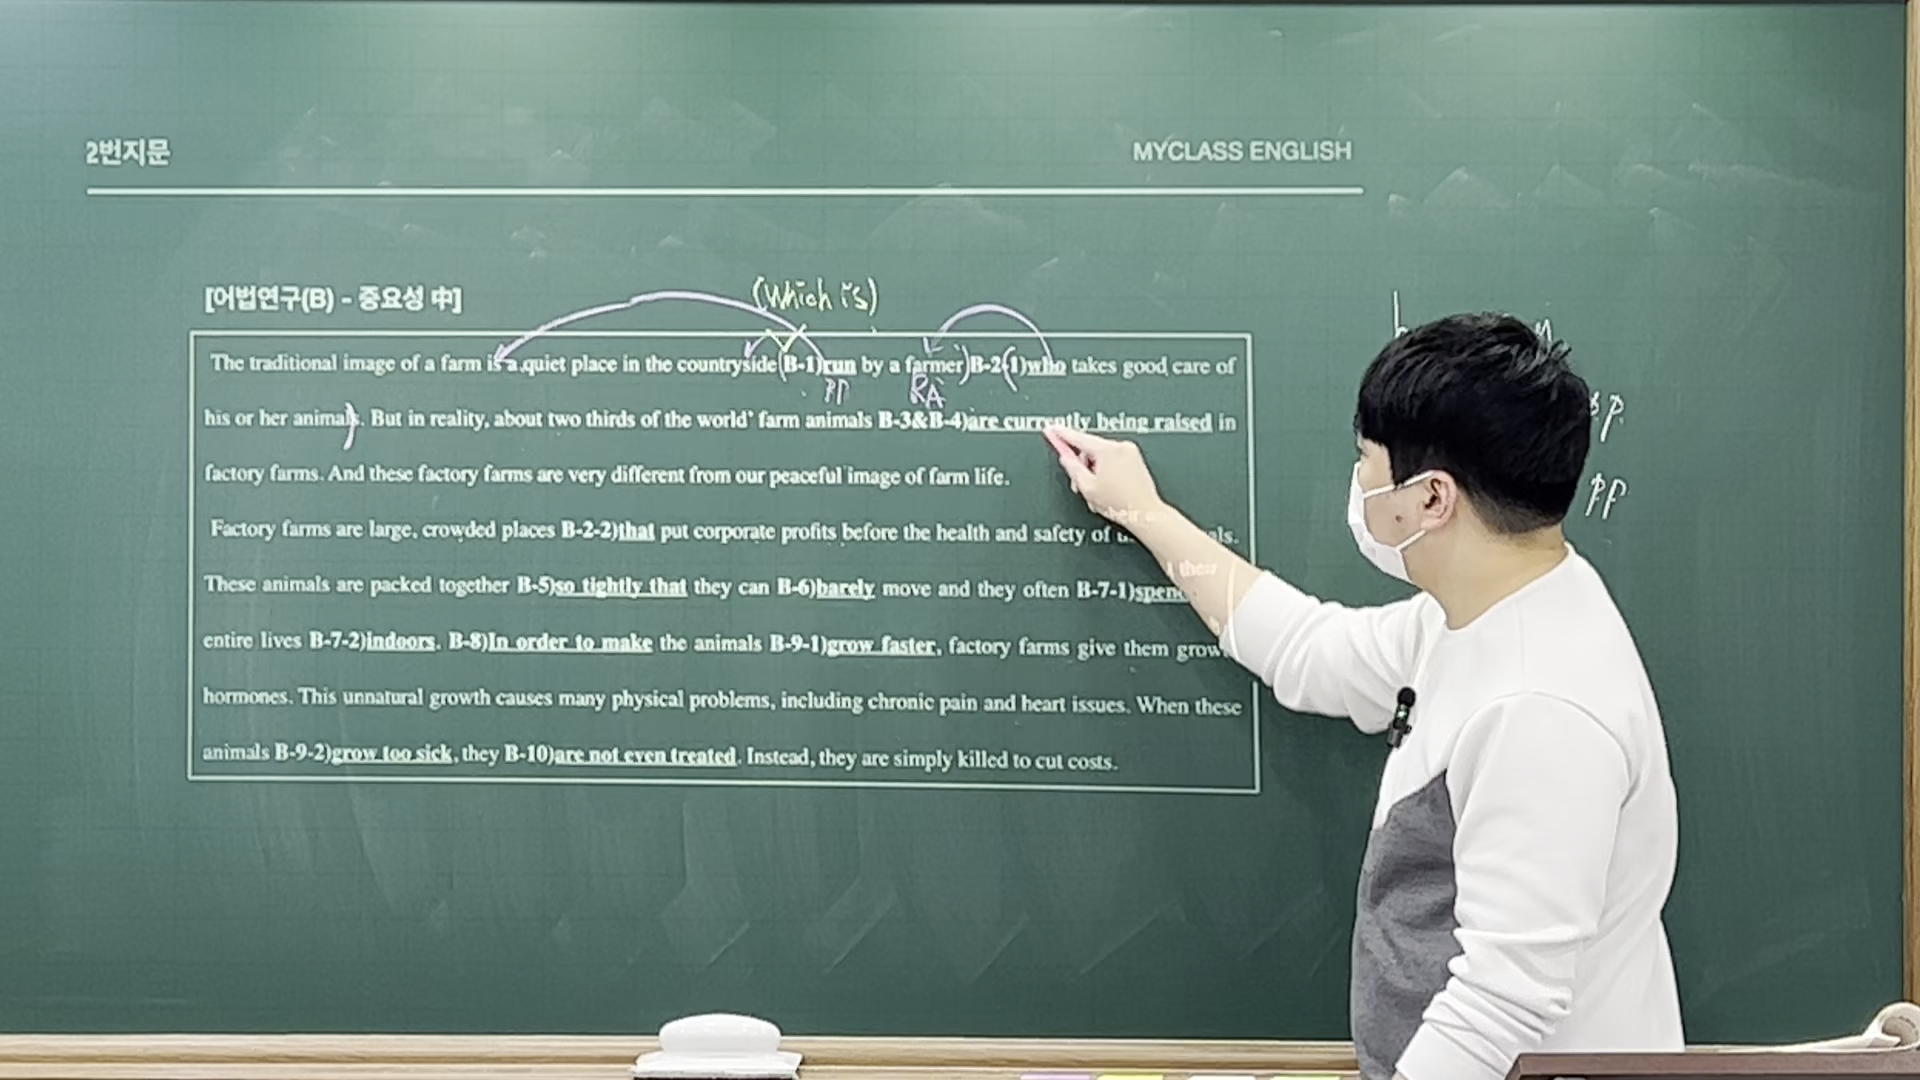 2번지문
MYCLASS ENGLISH
[어법연구(B) - 중요성 中]
(Which is)
The traditional image of a farm is a quiet place in the countryside (B-1)run by a farmer) B-2(1)who takes good care of
PP
RA
his or her animals). But in reality, about two thirds of the world' farm animals B-3&B-4)are currently being raised in
factory farms. And these factory farms are very different from our peaceful image of farm life.
Factory farms are large, crowded places B-2-2)that put corporate profits before the health and safety of
These animals are packed together B-5)so tightly that they can B-6)barely move and they often B-7-1)spend their
entire lives B-7-2)indoors. B-8)In order to make the animals B-9-1)grow faster, factory farms give them
hormones. This unnatural growth causes many physical problems, including chronic pain and heart issues. When these
animals B-9-2)grow too sick, they B-10)are not even treated. Instead, they are simply killed to cut costs.
PP